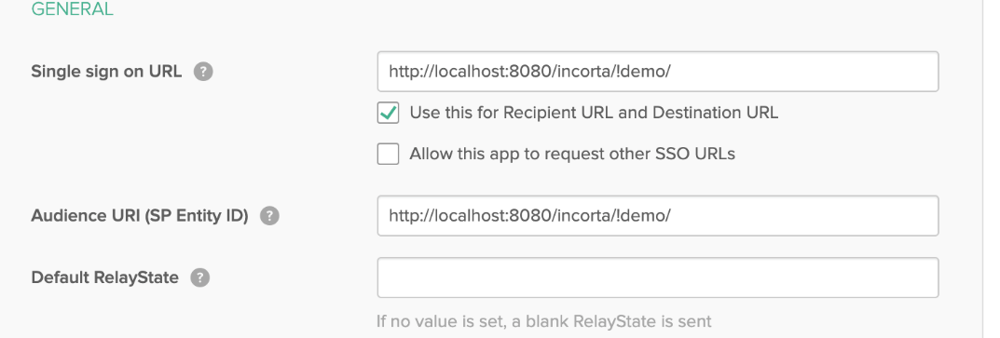 GENERAL
Single sign on URL ?
http://localhost:8080/incorta/!demo/
Use this for Recipient URL and Destination URL
Allow this app to request other SSO URLs
Audience URI (SP Entity ID) ?
http://localhost:8080/incorta/!demo/
Default RelayState ?
If no value is set, a blank RelayState is sent